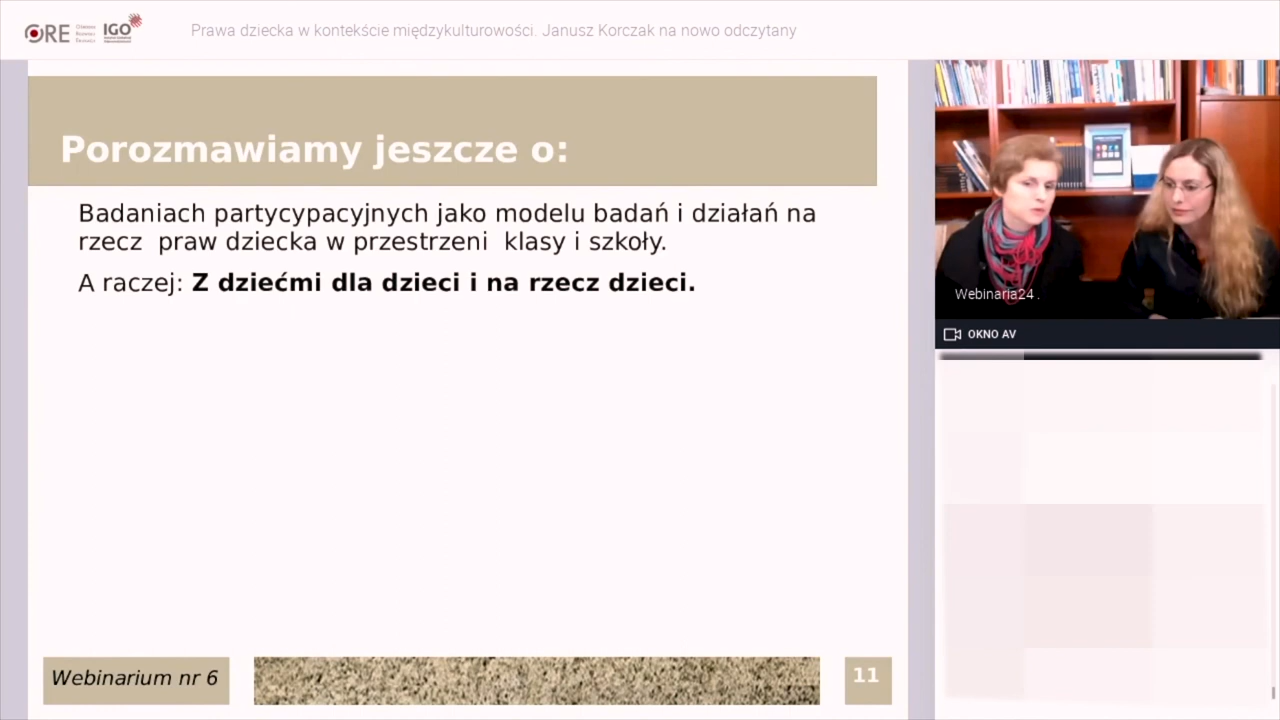 ORE
IGO
Prawa dziecka w kontekście międzykulturowości. Janusz Korczak na nowo odczytany
Porozmawiamy jeszcze o:
Badaniach partycypacyjnych jako modelu badań i działań na
rzecz praw dziecka w przestrzeni klasy i szkoły.
A raczej: Z dziećmi dla dzieci i na rzecz dzieci.
Webinarium nr 6
11
Webinaria24 .
OKNO AV